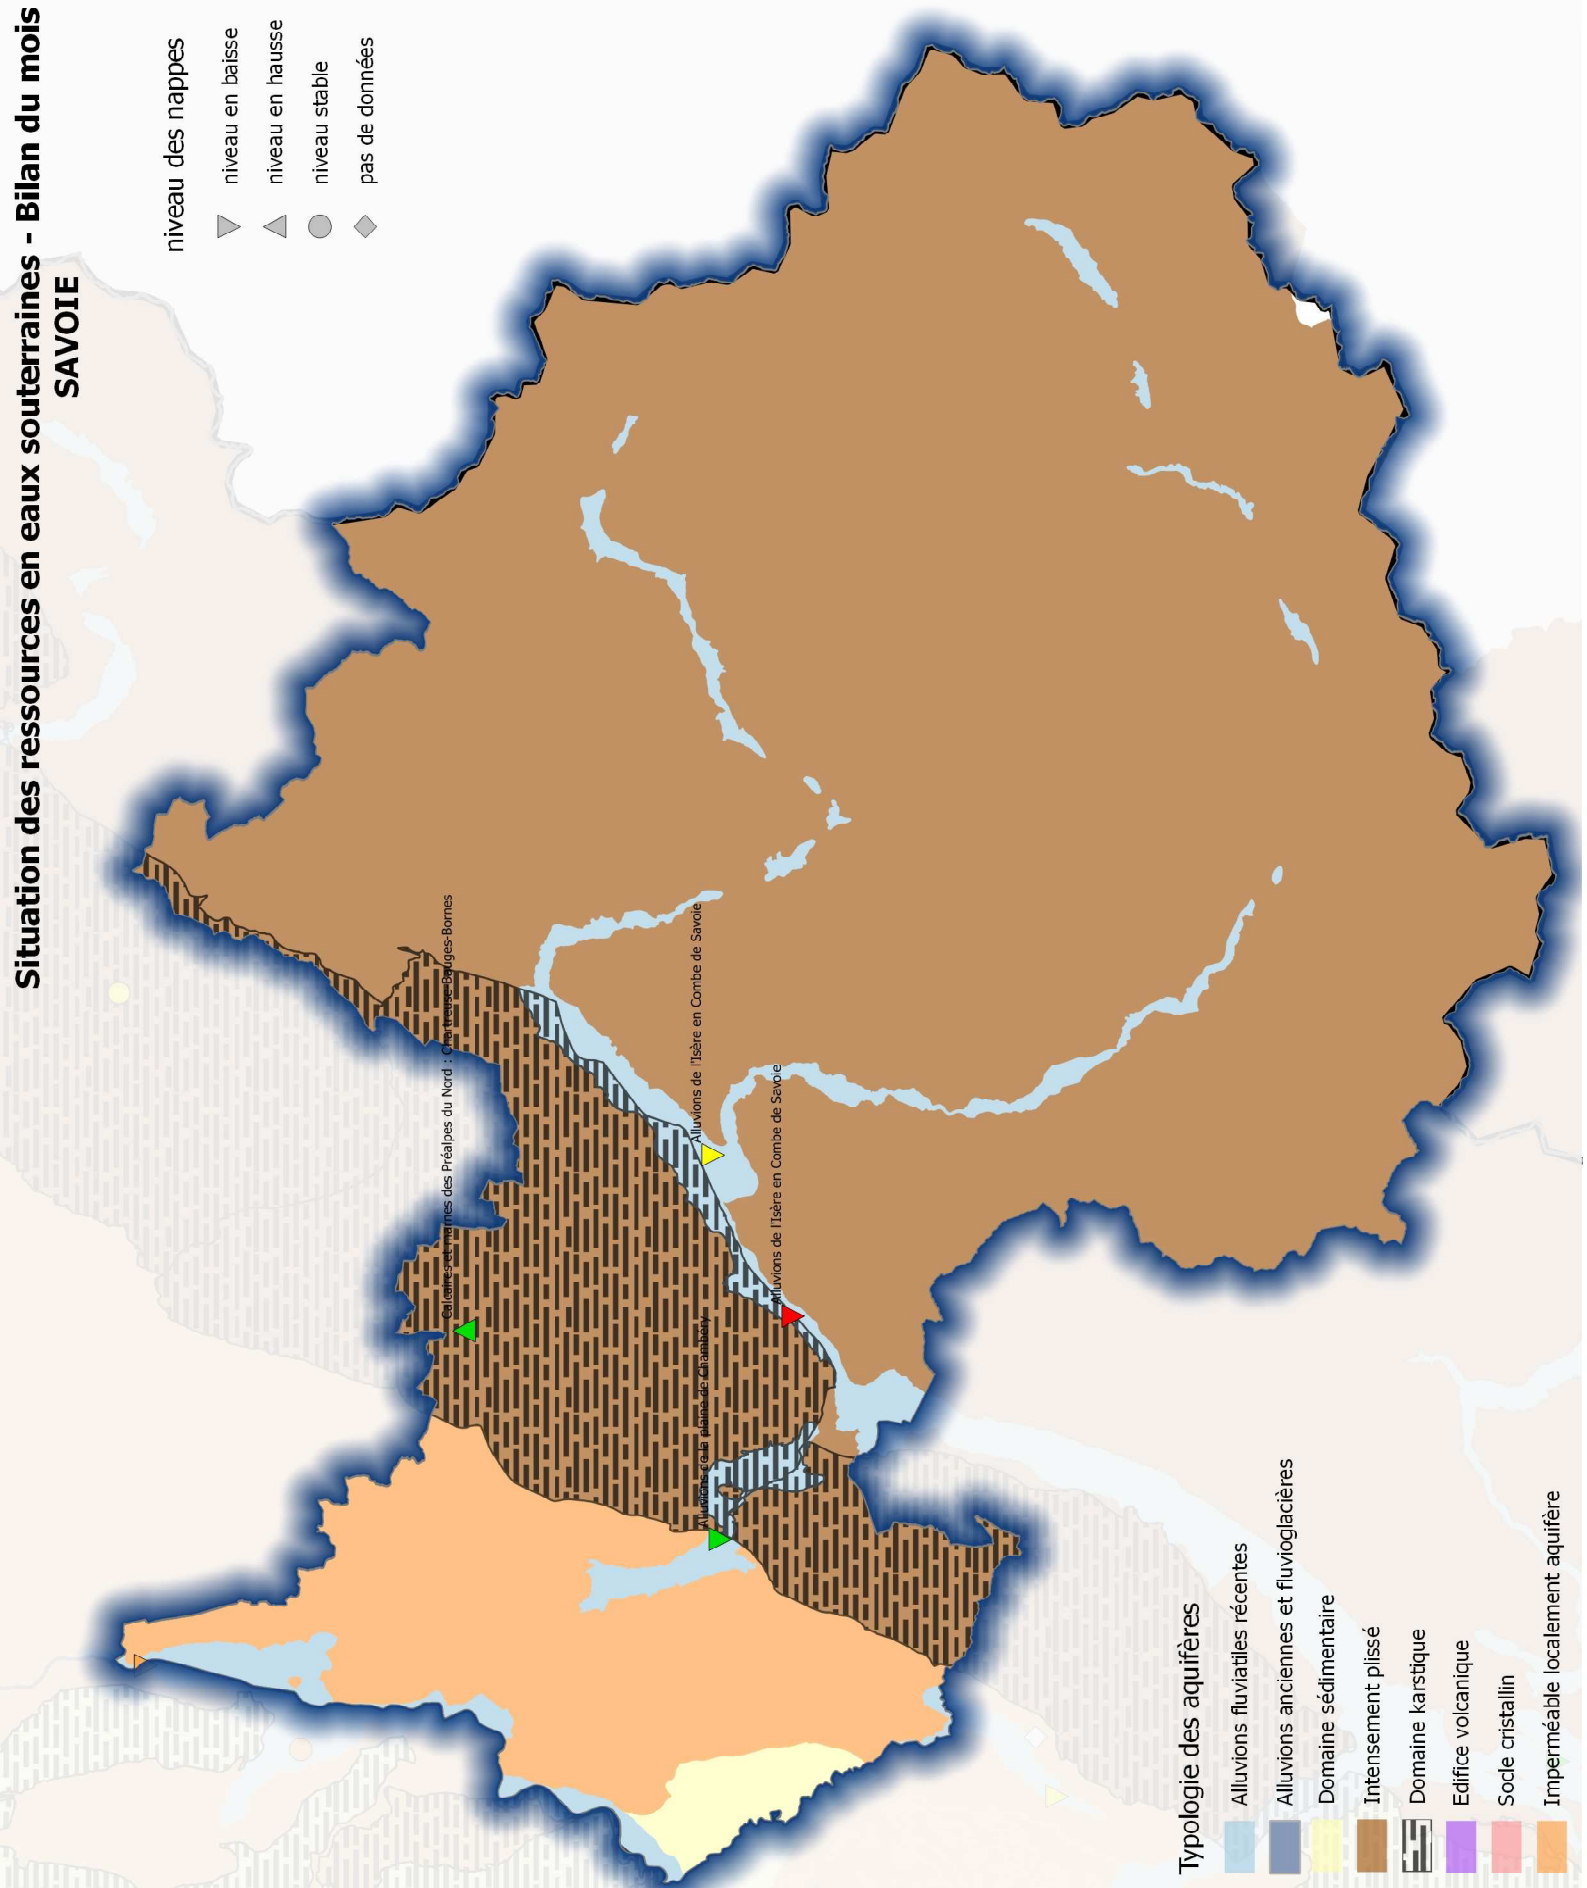 Situation des ressources en eaux souterraines - Bilan du mois
SAVOIE
niveau des nappes
niveau en baisse
niveau en hausse
niveau stable
pas de données
Calcaires et marnes des Préalpes du Nord : Chartreuse-Bauges-Bornes
Alluvions de l'Isère en Combe de Savoie
Alluvions de l'Isère en Combe de Savoie
Alluvions de la plaine de Chambéry
Typologie des aquifères
Alluvions fluviatiles récentes
Alluvions anciennes et fluvioglacières
Domaine sédimentaire
Intensement plissé
Domaine karstique
Edifice volcanique
Socle cristallin
Imperméable localement aquifère